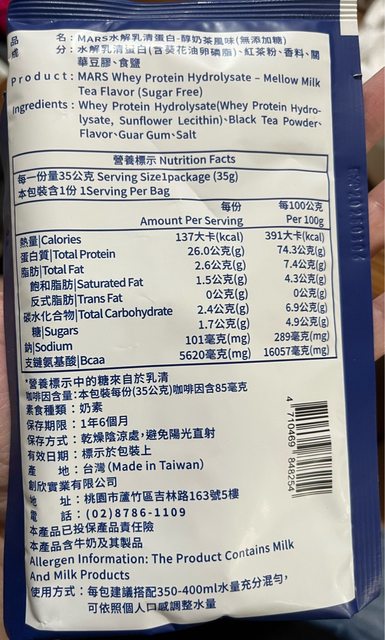 品　　名：MARS水解乳清蛋白-醇奶茶風味(無添加糖)
成　　分：水解乳清蛋白(含葵花油卵磷脂)、紅茶粉、香料、關
華豆膠、食鹽
Product：MARS Whey Protein Hydrolysate – Mellow Milk
Tea Flavor (Sugar Free)
Ingredients：Whey Protein Hydrolysate(Whey Protein Hydro-
lysate, Sunflower Lecithin)、Black Tea Powder、
Flavor、Guar Gum、Salt
營養標示 Nutrition Facts
每一份量35公克 Serving Size1package (35g)
本包裝含1份 1Serving Per Bag
每份 每100公克
Amount Per Serving Per 100g
熱量|Calories 137大卡(kcal) 391大卡(kcal)
蛋白質|Total Protein 26.0公克(g) 74.3公克(g)
脂肪|Total Fat 2.6公克(g) 7.4公克(g)
飽和脂肪|Saturated Fat 1.5公克(g) 4.3公克(g)
反式脂肪|Trans Fat 0公克(g) 0公克(g)
碳水化合物|Total Carbohydrate 2.4公克(g) 6.9公克(g)
糖|Sugars 1.7公克(g) 4.9公克(g)
鈉|Sodium 101毫克(mg) 289毫克(mg)
支鏈氨基酸|Bcaa 5620毫克(mg) 16057毫克(mg)
*營養標示中的糖來自於乳清
咖啡因含量:本包裝每份(35公克)咖啡因含85毫克
素食種類：奶素
保存期限：1年6個月
保存方式：乾燥陰涼處,避免陽光直射
有效日期：標示於包裝上
產　　地：台灣(Made in Taiwan)
創欣實業有限公司
地　　址：桃園市蘆竹區吉林路163號5樓
電　　話：(02)8786-1109
本產品已投保產品責任險
本產品含牛奶及其製品
Allergen Information: The Product Contains Milk
And Milk Products
使用方式：每包建議搭配350-400ml水量充分混勻，
可依照個人口感調整水量
4 710469 848254